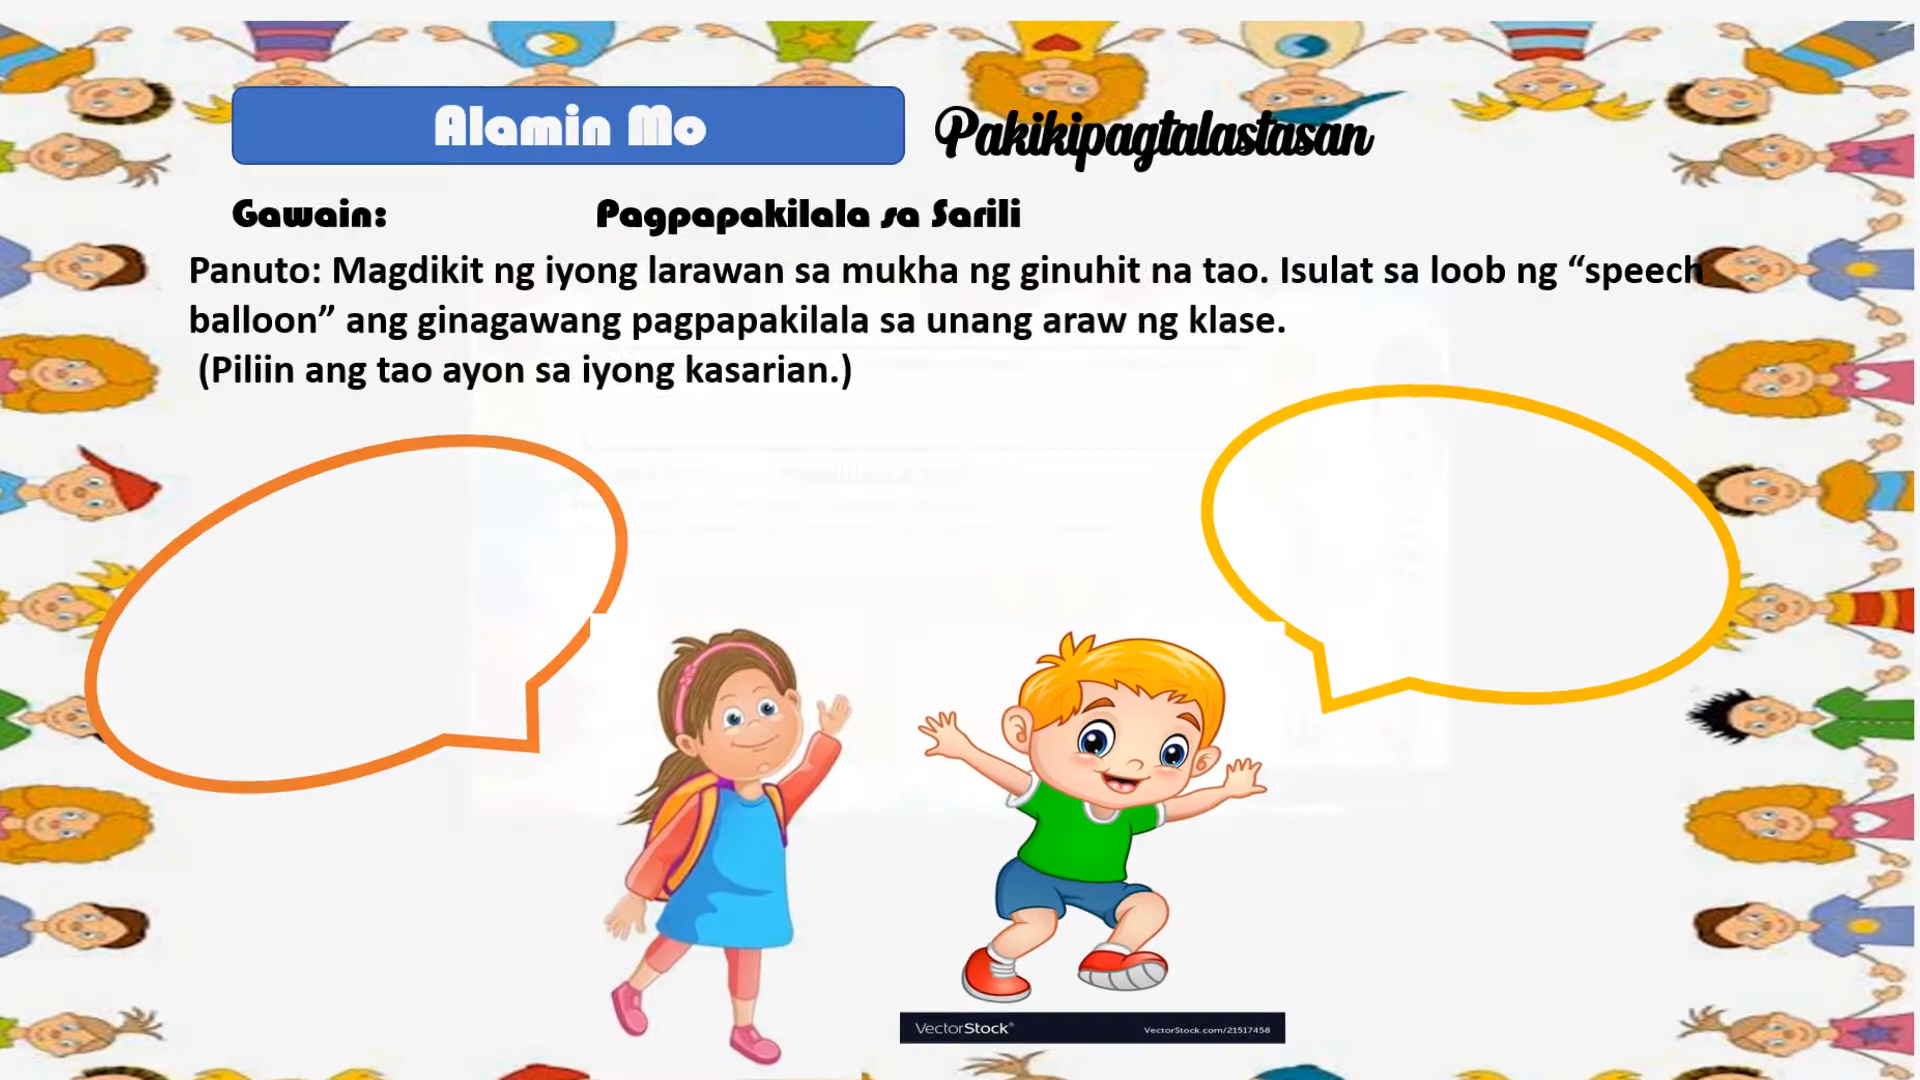 Alamin Mo
Pakikipagtalastasan
Gawain: Pagpapakilala sa Sarili
Panuto: Magdikit ng iyong larawan sa mukha ng ginuhit na tao. Isulat sa loob ng “speech
balloon” ang ginagawang pagpapakilala sa unang araw ng klase.
(Piliin ang tao ayon sa iyong kasarian.)
VectorStock®
VectorStock.com/21517458